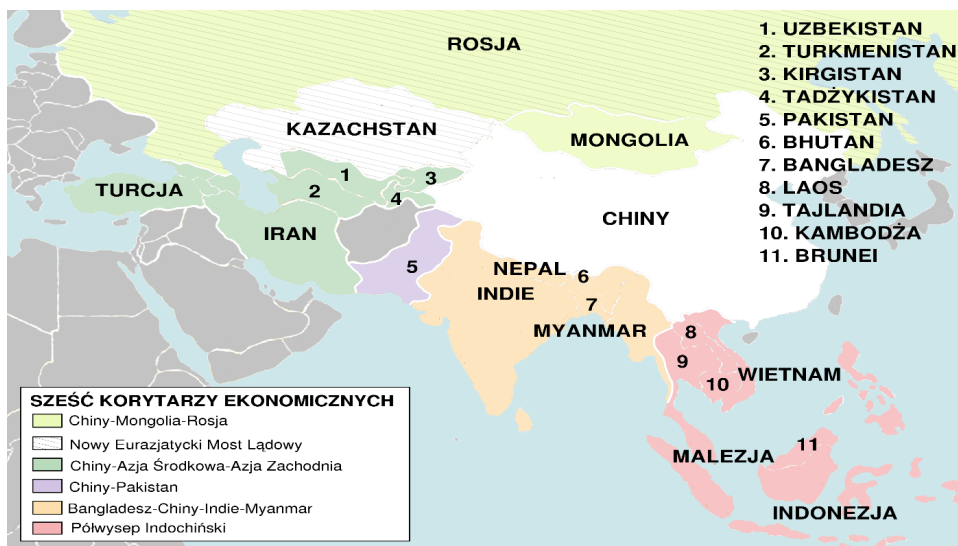 ROSJA
KAZACHSTAN
MONGOLIA
TURCJA
1
2
3
4
IRAN
CHINY
5
NEPAL
6
INDIE
7
MYANMAR
8
9
10
WIETNAM
MALEZJA
11
INDONEZJA
1. UZBEKISTAN
2. TURKMENISTAN
3. KIRGISTAN
4. TADŻYKISTAN
5. PAKISTAN
6. BHUTAN
7. BANGLADESZ
8. LAOS
9. TAJLANDIA
10. KAMBODŻA
11. BRUNEI
SZEŚĆ KORYTARZY EKONOMICZNYCH
Chiny-Mongolia-Rosja
Nowy Eurazjatycki Most Lądowy
Chiny-Azja Środkowa-Azja Zachodnia
Chiny-Pakistan
Bangladesz-Chiny-Indie-Myanmar
Półwysep Indochiński